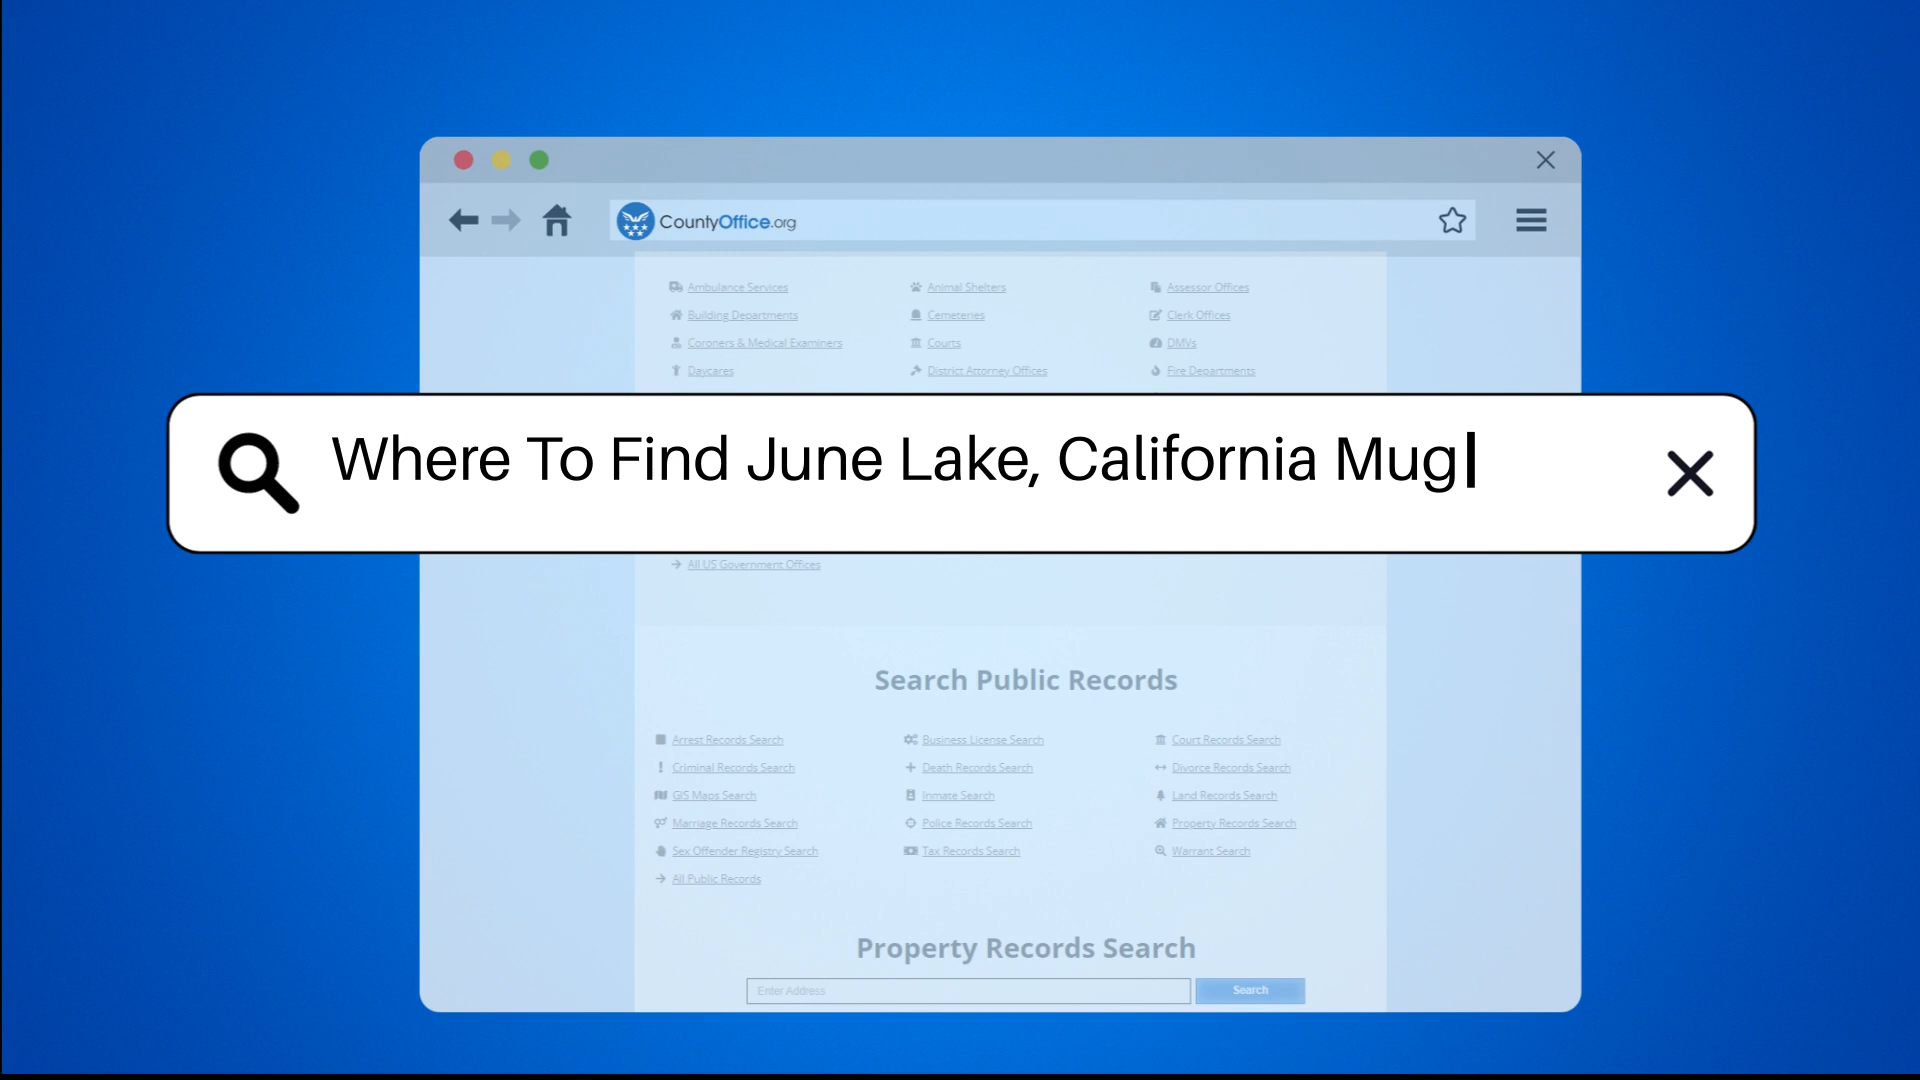 CountyOffice.org
Ambulance Services
Animal Shelters
Assessor Offices
Building Departments
Cemeteries
Clerk Offices
Coroners & Medical Examiners
Courts
DMVs
Daycares
District Attorney Offices
Fire Departments
Where To Find June Lake, California Mug
All US Government Offices
Search Public Records
Arrest Records Search
Business License Search
Court Records Search
Criminal Records Search
Death Records Search
Divorce Records Search
GIS Maps Search
Inmate Search
Land Records Search
Marriage Records Search
Police Records Search
Property Records Search
Sex Offender Registry Search
Tax Records Search
Warrant Search
All Public Records
Property Records Search
Enter Address
Search